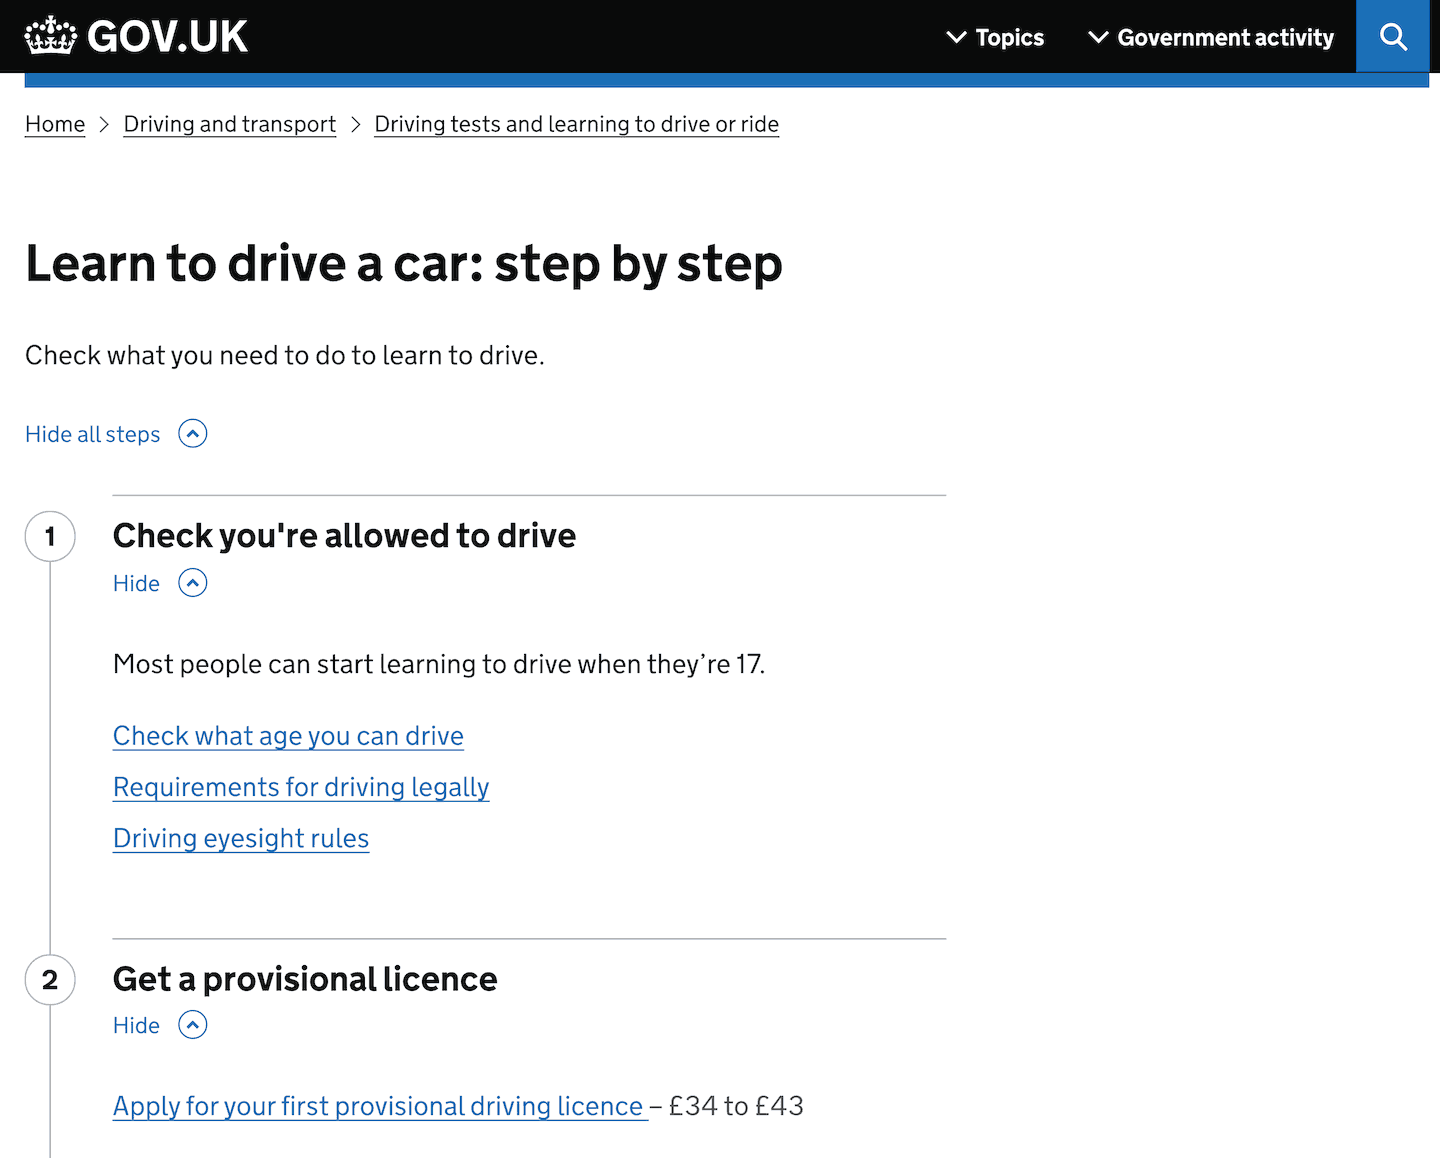 GOV.UK
Topics
Government activity
Home > Driving and transport > Driving tests and learning to drive or ride
Learn to drive a car: step by step
Check what you need to do to learn to drive.
Hide all steps
1
Check you're allowed to drive
Hide
Most people can start learning to drive when they’re 17.
Check what age you can drive
Requirements for driving legally
Driving eyesight rules
2
Get a provisional licence
Hide
Apply for your first provisional driving licence – £34 to £43